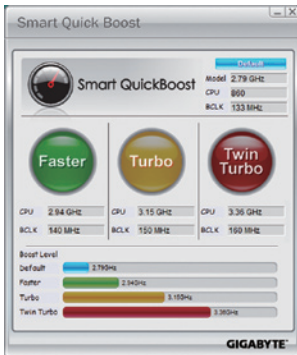 Smart Quick Boost
Smart QuickBoost
Default
Model 2.79 GHz
CPU 860
BCLK 133 MHz
Faster
Turbo
Twin Turbo
CPU 2.94 GHz
CPU 3.15 GHz
CPU 3.36 GHz
BCLK 140 MHz
BCLK 150 MHz
BCLK 160 MHz
Boost Level
Default 2.79GHz
Faster 2.94GHz
Turbo 3.15GHz
Twin Turbo 3.36GHz
GIGABYTE